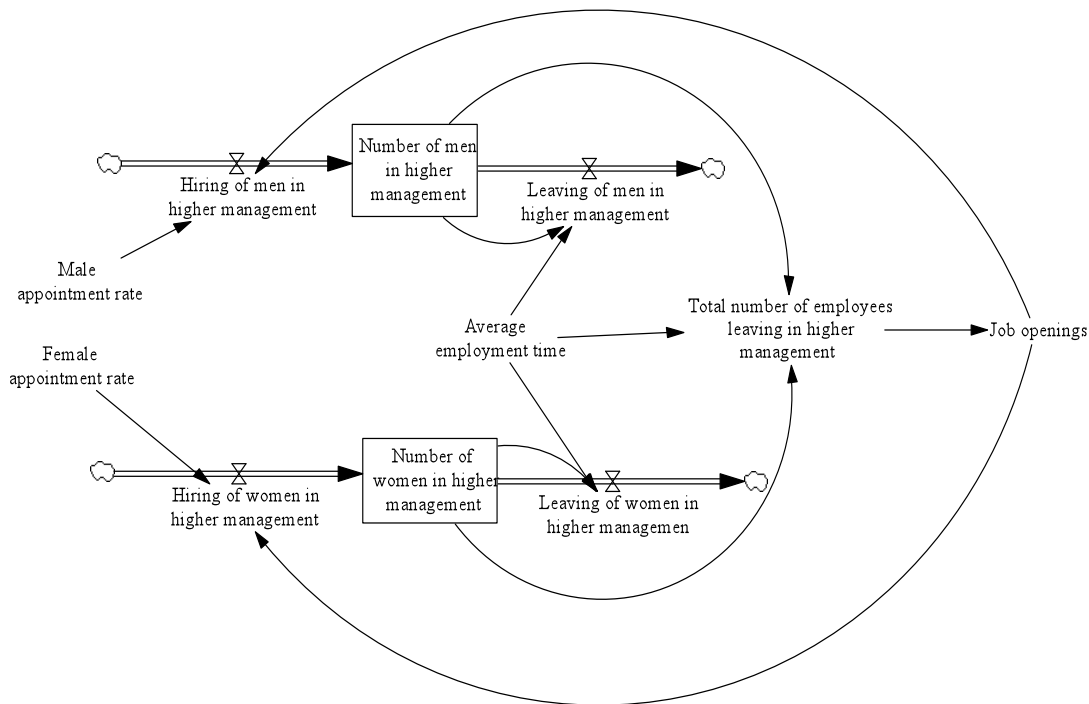 Number of men
in higher
management
Hiring of men in
higher management
Leaving of men in
higher management
Male
appointment rate
Total number of employees
leaving in higher
management
Job openings
Average
employment time
Female
appointment rate
Number of
women in higher
management
Hiring of women in
higher management
Leaving of women in
higher managemen